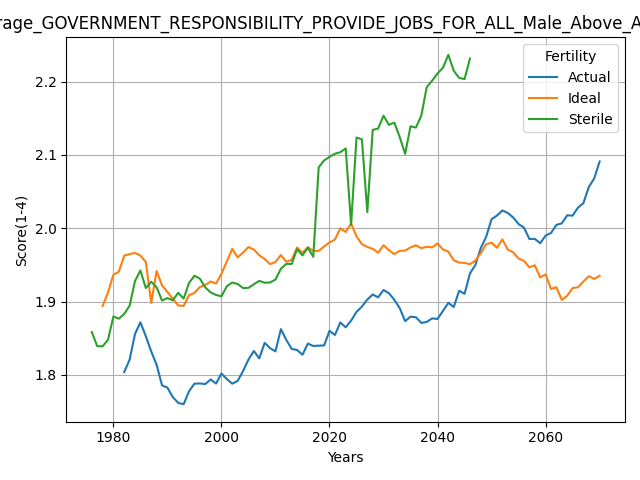 rage_GOVERNMENT_RESPONSIBILITY_PROVIDE_JOBS_FOR_ALL_Male_Above_A
Fertility
Actual
Ideal
Sterile
Score(1-4)
2.2
2.1
2.0
1.9
1.8
1980 2000 2020 2040 2060
Years